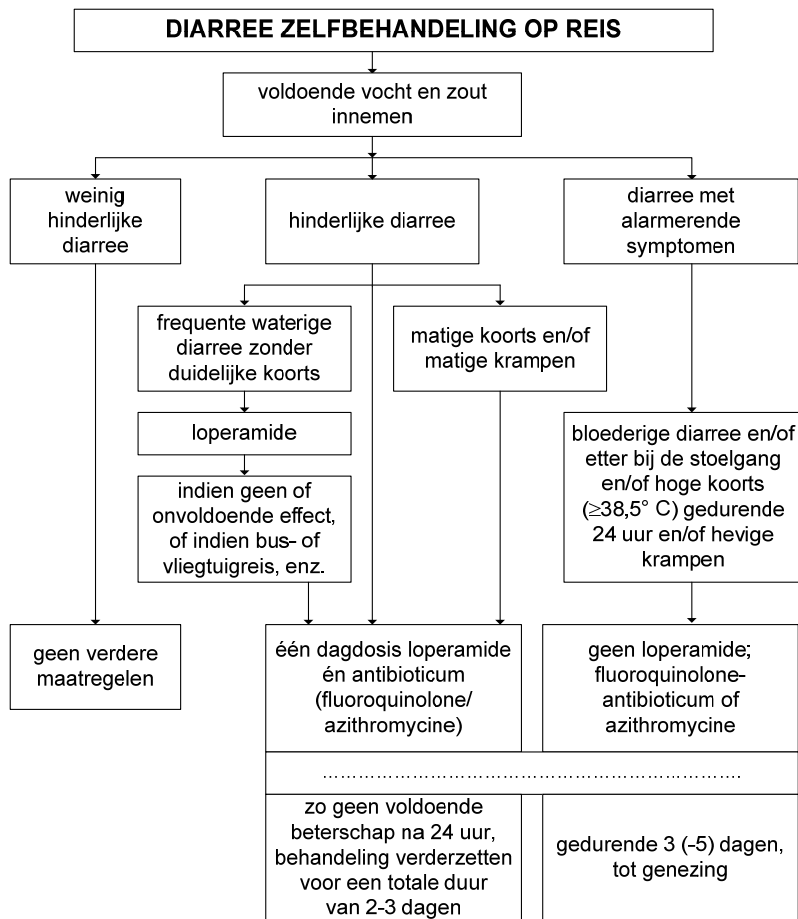 DIARREE ZELFBEHANDELING OP REIS
voldoende vocht en zout
innemen
weinig
hinderlijke
diarree
hinderlijke diarree
diarree met
alarmerende
symptomen
frequente waterige
diarree zonder
duidelijke koorts
matige koorts en/of
matige krampen
loperamide
indien geen of
onvoldoende effect,
of indien bus- of
vliegtuigreis, enz.
bloederige diarree en/of
etter bij de stoelgang
en/of hoge koorts
(≥38,5° C) gedurende
24 uur en/of hevige
krampen
geen verdere
maatregelen
één dagdosis loperamide
én antibioticum
(fluoroquinolone/
azithromycine)
geen loperamide;
fluoroquinolone-
antibioticum of
azithromycine
……………………………………………………………….
zo geen voldoende
beterschap na 24 uur,
behandeling verderzetten
voor een totale duur
van 2-3 dagen
gedurende 3 (-5) dagen,
tot genezing